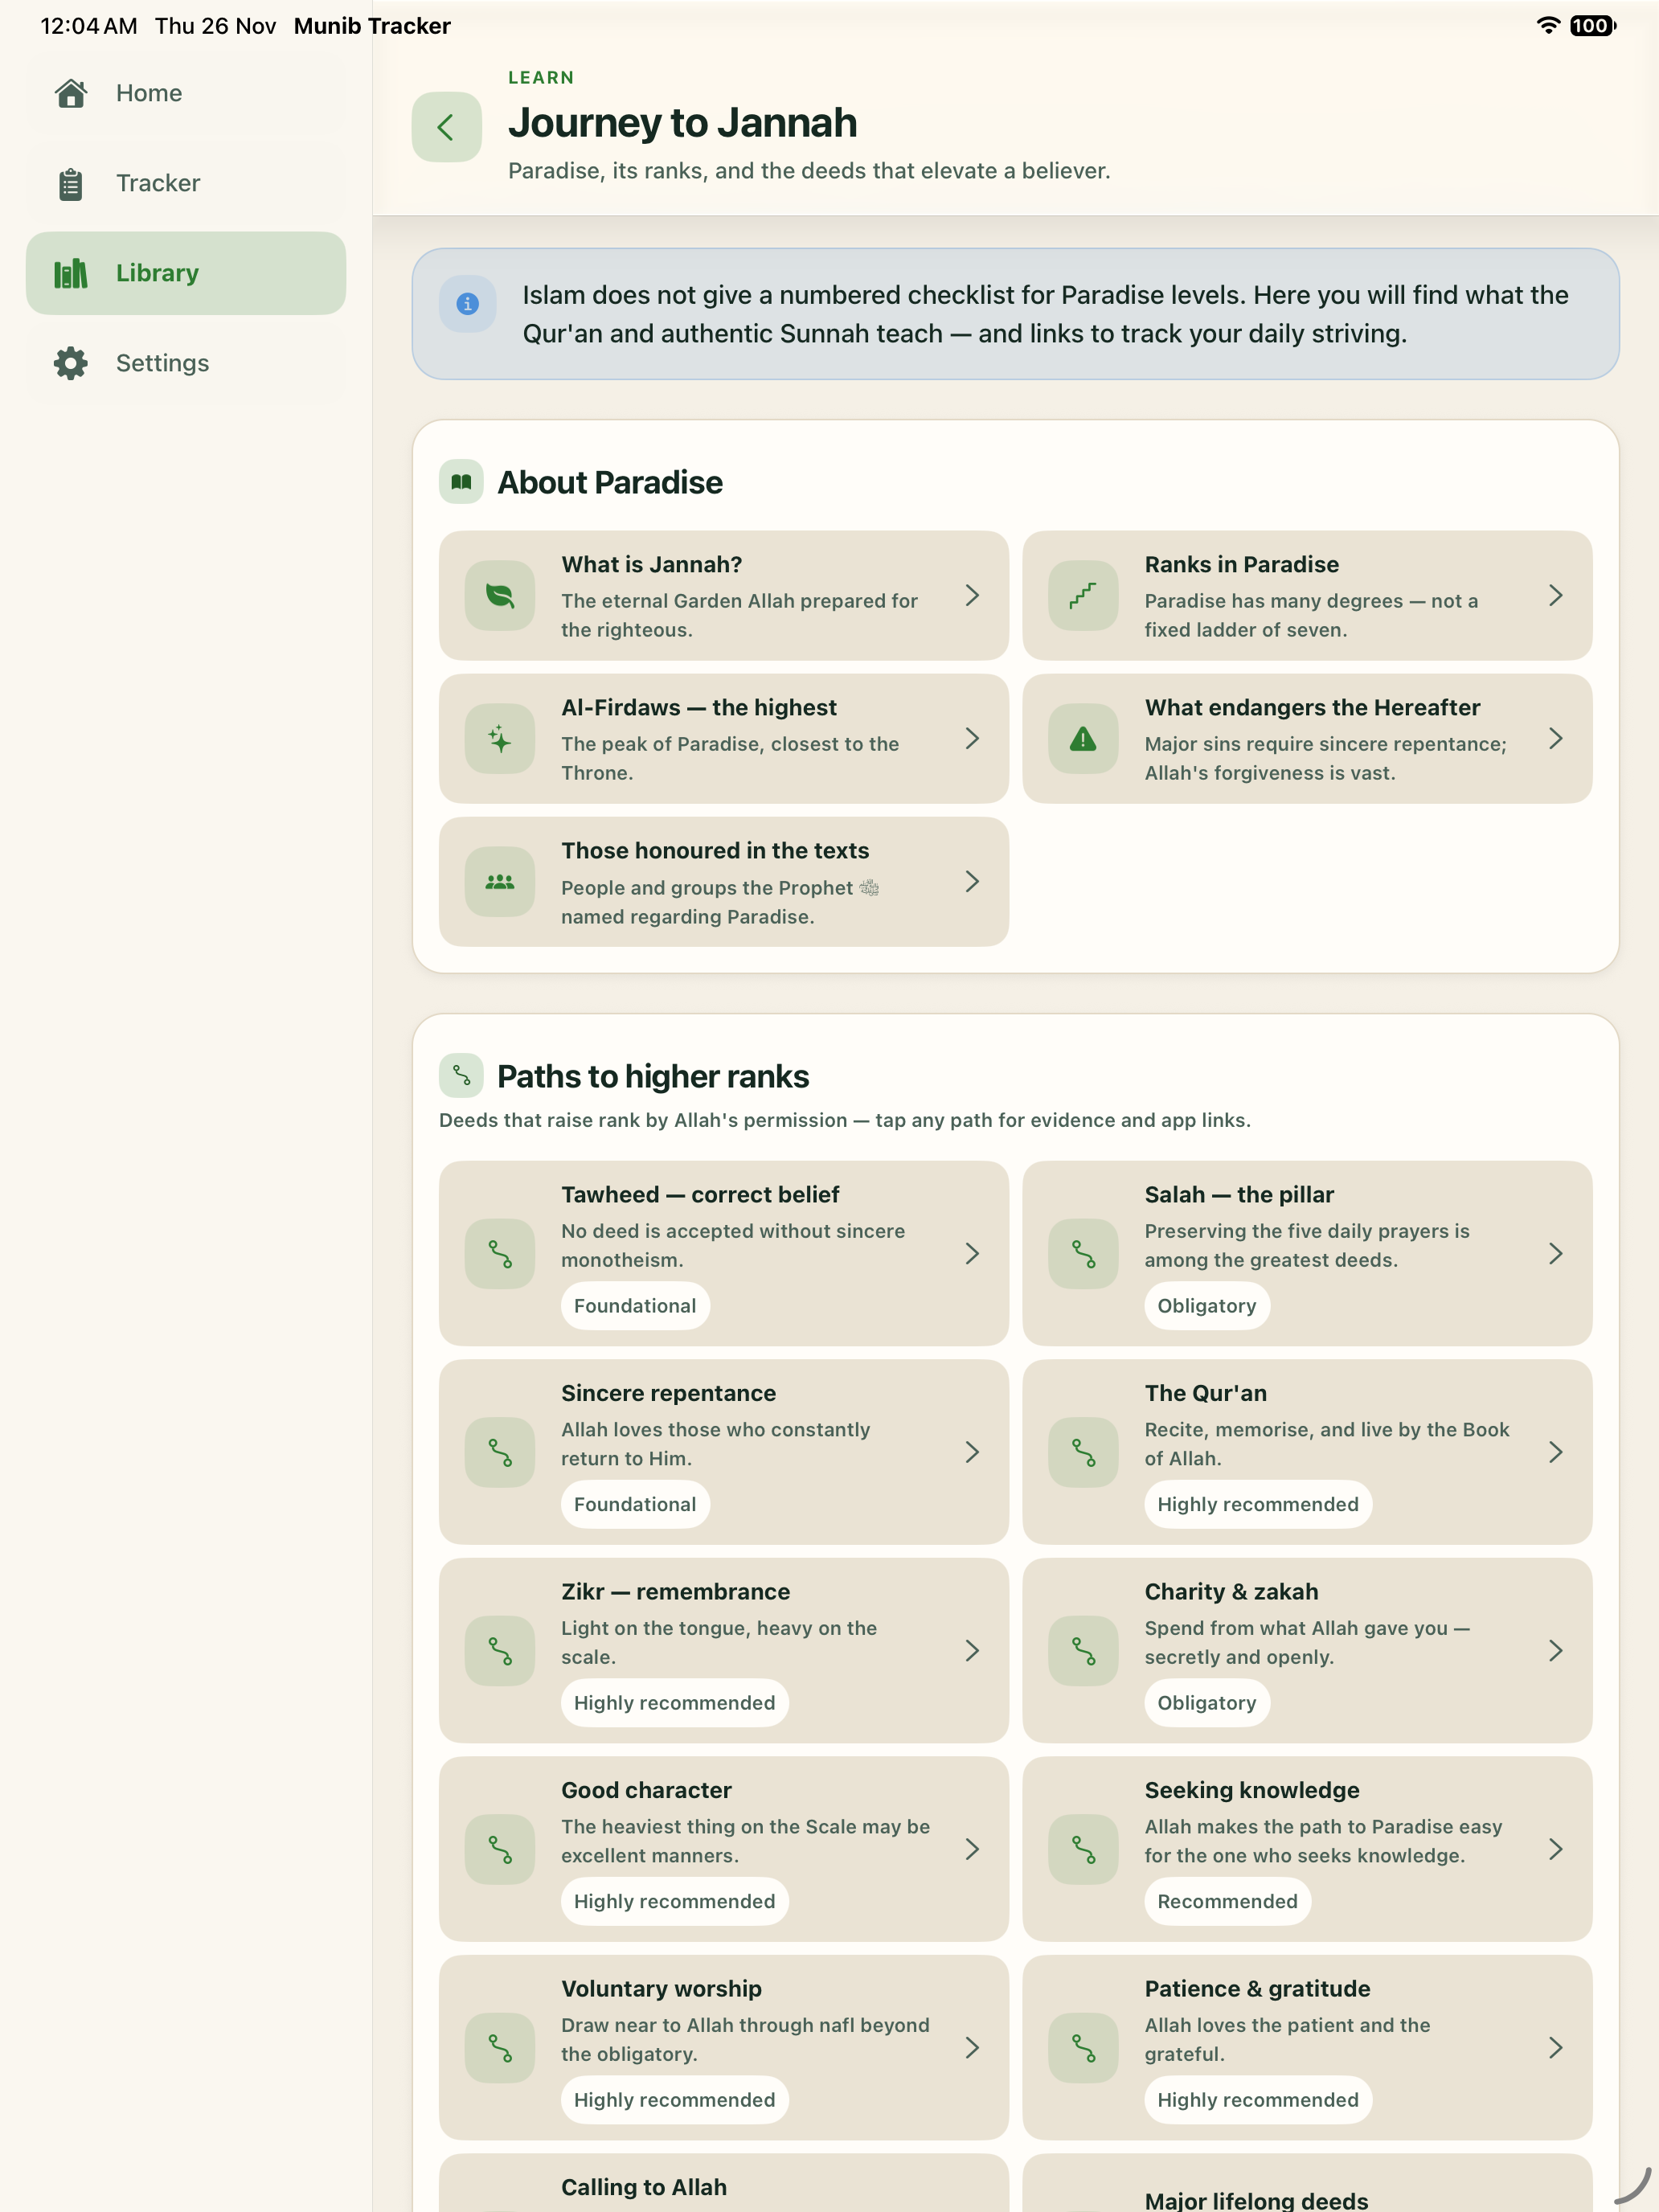 12:04 AM Thu 26 Nov Munib Tracker
100
Home
Tracker
Library
Settings
LEARN
Journey to Jannah
Paradise, its ranks, and the deeds that elevate a believer.
Islam does not give a numbered checklist for Paradise levels. Here you will find what the
Qur'an and authentic Sunnah teach — and links to track your daily striving.
About Paradise
What is Jannah?
The eternal Garden Allah prepared for
the righteous.
Ranks in Paradise
Paradise has many degrees — not a
fixed ladder of seven.
Al-Firdaws — the highest
The peak of Paradise, closest to the
Throne.
What endangers the Hereafter
Major sins require sincere repentance;
Allah's forgiveness is vast.
Those honoured in the texts
People and groups the Prophet ﷺ
named regarding Paradise.
Paths to higher ranks
Deeds that raise rank by Allah's permission — tap any path for evidence and app links.
Tawheed — correct belief
No deed is accepted without sincere
monotheism.
Foundational
Salah — the pillar
Preserving the five daily prayers is
among the greatest deeds.
Obligatory
Sincere repentance
Allah loves those who constantly
return to Him.
Foundational
The Qur'an
Recite, memorise, and live by the Book
of Allah.
Highly recommended
Zikr — remembrance
Light on the tongue, heavy on the
scale.
Highly recommended
Charity & zakah
Spend from what Allah gave you —
secretly and openly.
Obligatory
Good character
The heaviest thing on the Scale may be
excellent manners.
Highly recommended
Seeking knowledge
Allah makes the path to Paradise easy
for the one who seeks knowledge.
Recommended
Voluntary worship
Draw near to Allah through nafl beyond
the obligatory.
Highly recommended
Patience & gratitude
Allah loves the patient and the
grateful.
Highly recommended
Calling to Allah
Major lifelong deeds